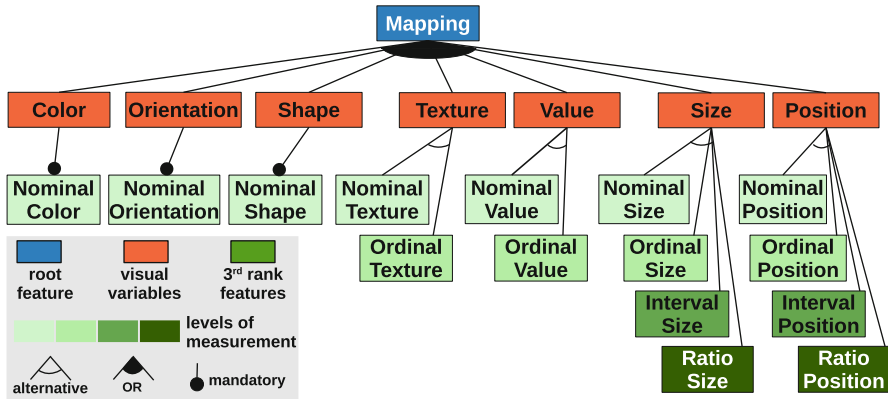 Mapping
Color
Orientation
Shape
Texture
Value
Size
Position
Nominal
Color
Nominal
Orientation
Nominal
Shape
Nominal
Texture
Nominal
Value
Nominal
Size
Nominal
Position
Ordinal
Texture
Ordinal
Value
Ordinal
Size
Ordinal
Position
Interval
Size
Interval
Position
Ratio
Size
Ratio
Position
root
feature
visual
variables
3rd rank
features
levels of
measurement
alternative
OR
mandatory